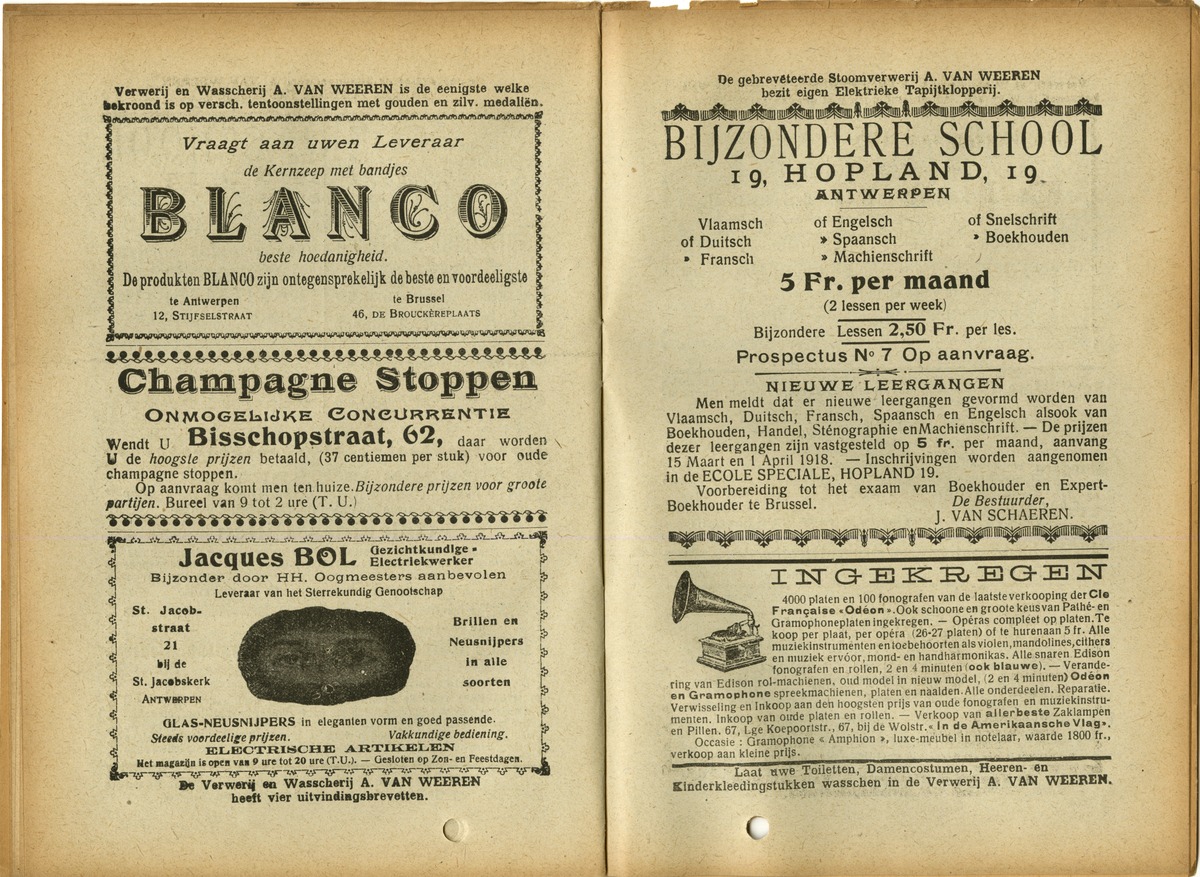 Verwerij en Wasscherij A. VAN WEEREN is de eenigste welke
bekroond is op versch. tentoonstellingen met gouden en zilv. medaliën.
Vraagt aan uwen Leveraar
de Kernzeep met bandjes
BLANCO
beste hoedanigheid.
De produkten BLANCO zijn ontegensprekelijk de beste en voordeeligste
te Antwerpen
12, STIJFSELSTRAAT
te Brussel
46, DE BROUCKÈREPLAATS
Champagne Stoppen
ONMOGELIJKE CONCURRENTIE
Wendt U Bisschopstraat, 62, daar worden
U de hoogste prijzen betaald, (37 centiemen per stuk) voor oude
champagne stoppen.
Op aanvraag komt men ten huize. Bijzondere prijzen voor groote
partijen. Bureel van 9 tot 2 ure (T. U.)
Jacques BOL Gezichtkundige -
Electriekwerker
Bijzonder door HH. Oogmeesters aanbevolen
Leveraar van het Sterrekundig Genootschap
St. Jacob-
straat
21
bij de
St. Jacobskerk
ANTWERPEN
Brillen en
Neusnijpers
in alle
soorten
GLAS-NEUSNIJPERS in eleganten vorm en goed passende.
Steeds voordeelige prijzen. Vakkundige bediening.
ELECTRISCHE ARTIKELEN
Het magazijn is open van 9 ure tot 20 ure (T.U.). — Gesloten op Zon- en Feestdagen.
De Verwerij en Wasscherij A. VAN WEEREN
heeft vier uitvindingsbrevetten.
De gebreveteerde Stoomverwerij A. VAN WEEREN
bezit eigen Elektrieke Tapijtklopperij.
BIJZONDERE SCHOOL
19, HOPLAND, 19
ANTWERPEN
Vlaamsch of Engelsch of Snelschrift
of Duitsch » Spaansch » Boekhouden
» Fransch » Machienschrift
5 Fr. per maand
(2 lessen per week)
Bijzondere Lessen 2,50 Fr. per les.
Prospectus No 7 Op aanvraag.
NIEUWE LEERGANGEN
Men meldt dat er nieuwe leergangen gevormd worden van
Vlaamsch, Duitsch, Fransch, Spaansch en Engelsch alsook van
Boekhouden, Handel, Sténographie en Machienschrift. — De prijzen
dezer leergangen zijn vastgesteld op 5 fr. per maand, aanvang
15 Maart en 1 April 1918. — Inschrijvingen worden aangenomen
in de ECOLE SPECIALE, HOPLAND 19.
Voorbereiding tot het exaam van Boekhouder en Expert-
Boekhouder te Brussel. De Bestuurder,
J. VAN SCHAEREN.
INGEKREGEN
4000 platen en 100 fonografen van de laatste verkooping der Cie
Française «Odéon». Ook schoone en groote keus van Pathé- en
Gramophoneplaten ingekregen. — Opéras compleet op platen. Te
koop per plaat, per opéra (26-27 platen) of te huren aan 5 fr. Alle
muziekinstrumenten en toebehoorten als violen, mandolines, cithers
en muziek ervóor, mond- en handharmonikas. Alle snaren Edison
fonografen en rollen, 2 en 4 minuten (ook blauwe). — Verande-
ring van Edison rol-machienen, oud model in nieuw model, (2 en 4 minuten) Odéon
en Gramophone spreekmachienen, platen en naalden. Alle onderdeelen. Reparatie.
Verwisseling en Inkoop aan den hoogsten prijs van oude fonografen en muziekinstru-
menten. Inkoop van oude platen en rollen. — Verkoop van allerbeste Zaklampen
en Pillen. 67, Lge Koepoortstr., 67, bij de Wolstr. « In de Amerikaansche Vlag».
Occasie : Gramophone « Amphion », luxe-meubel in notelaar, waarde 1800 fr.,
verkoop aan kleine prijs.
Laat uwe Toiletten, Damencostumen, Heeren- en
Kinderkleedingstukken wasschen in de Verwerij A. VAN WEEREN.